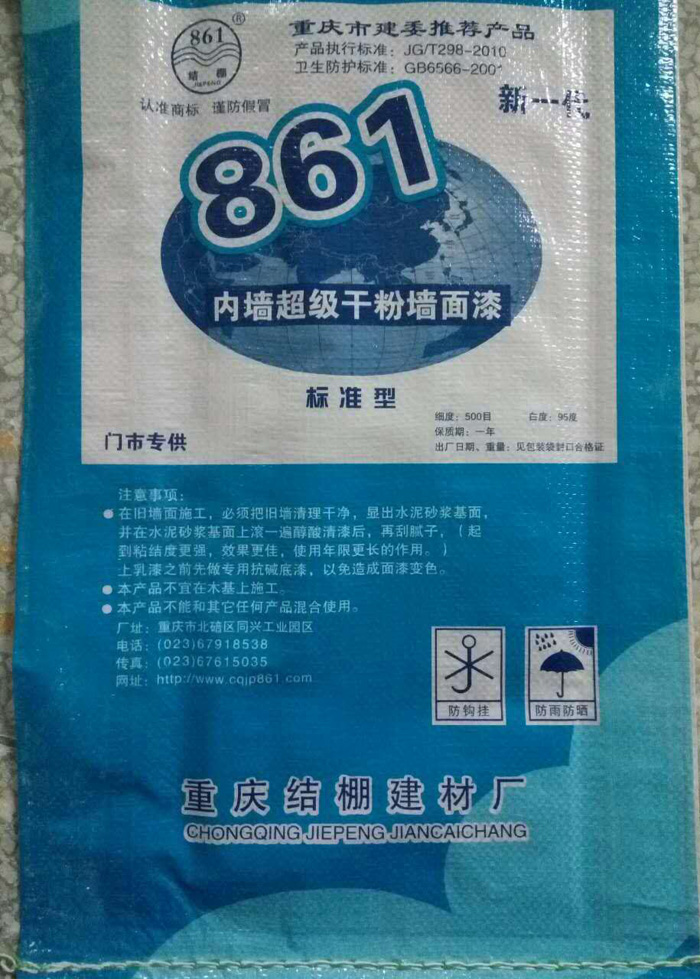 861
®
结棚
JIEPENG
认准商标 谨防假冒
重庆市建委推荐产品
产品执行标准：JG/T298-2010
卫生防护标准：GB6566-200
新一代
861
内墙超级干粉墙面漆
标准型
细度：500目 白度：95度
保质期：一年
出厂日期、重量：见包装袋封口合格证
门市专供
注意事项：
●在旧墙面施工，必须把旧墙清理干净，显出水泥砂浆基面，
并在水泥砂浆基面上滚一遍醇酸清漆后，再刮腻子，（起
到粘结度更强，效果更佳，使用年限更长的作用。）
上乳漆之前先做专用抗碱底漆，以免造成面漆变色。
●本产品不宜在木基上施工。
●本产品不能和其它任何产品混合使用。
厂址：重庆市北碚区同兴工业园区
电话：(023)67918538
传真：(023)67615035
网址：http://www.cqjp861.com
防钩挂
防雨防晒
重庆结棚建材厂
CHONGQING JIEPENG JIANCAICHANG